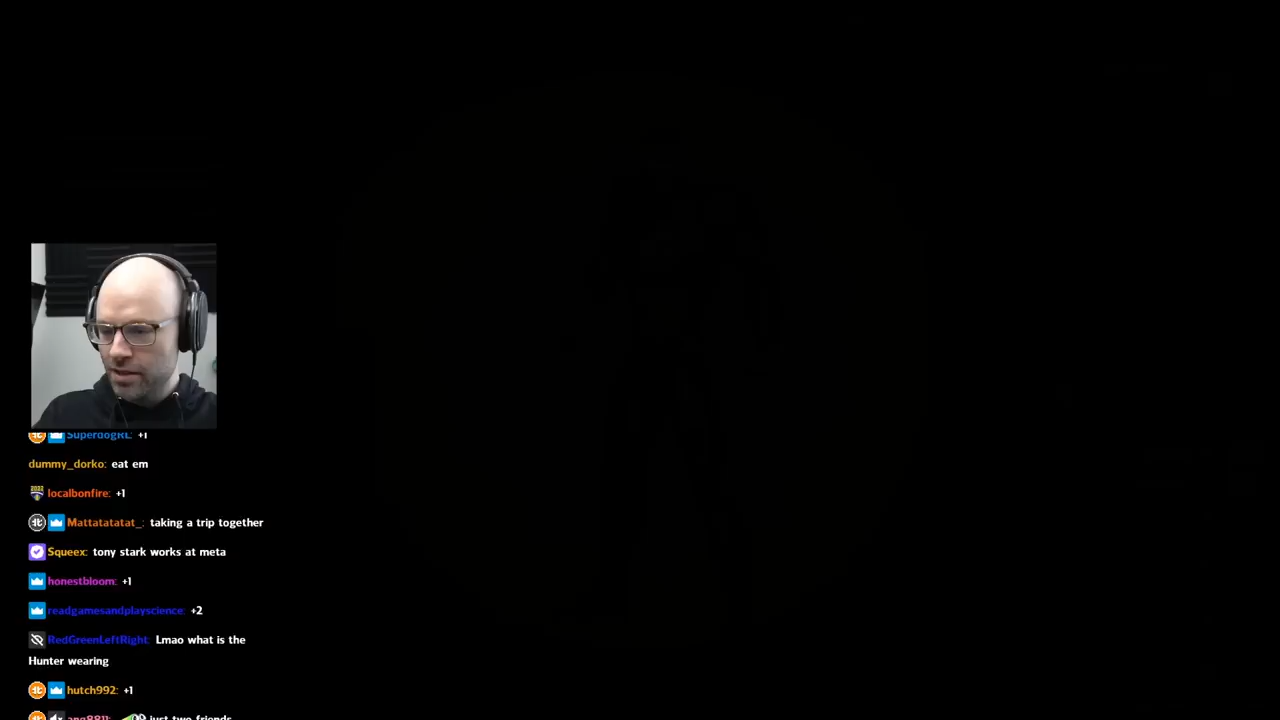 SuperdogRL: +1
dummy_dorko: eat em
localbonfire: +1
Mattatatatat_: taking a trip together
Squeex: tony stark works at meta
honestbloom: +1
readgamesandplayscience: +2
RedGreenLeftRight: Lmao what is the
Hunter wearing
hutch992: +1
just two friends